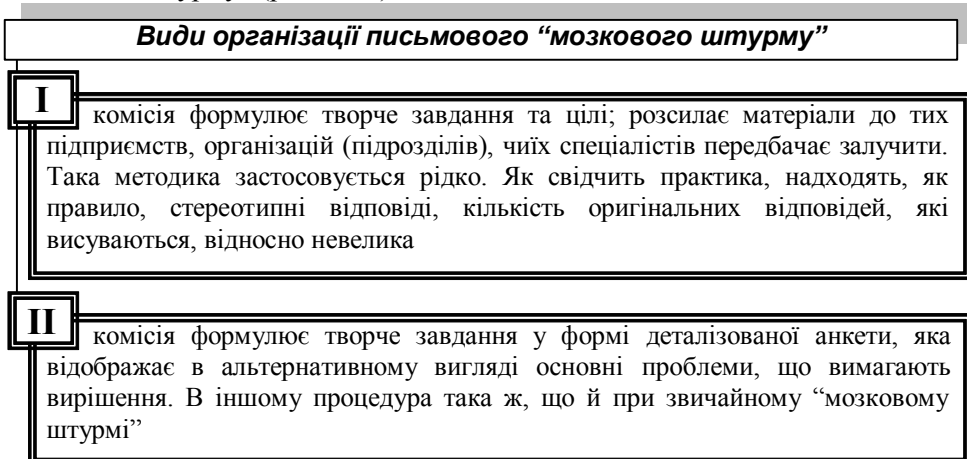 Види організації письмового “мозкового штурму”
I
комісія формулює творче завдання та цілі; розсилає матеріали до тих
підприємств, організацій (підрозділів), чиїх спеціалістів передбачає залучити.
Така методика застосовується рідко. Як свідчить практика, надходять, як
правило, стереотипні відповіді, кількість оригінальних відповідей, які
висуваються, відносно невелика
II
комісія формулює творче завдання у формі деталізованої анкети, яка
відображає в альтернативному вигляді основні проблеми, що вимагають
вирішення. В іншому процедура така ж, що й при звичайному “мозковому
штурмі”